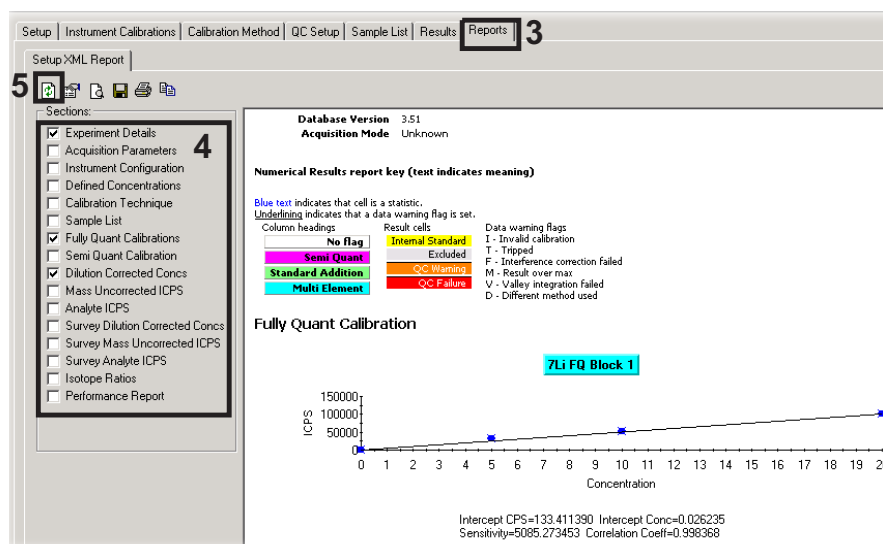 Setup Instrument Calibrations Calibration Method QC Setup Sample List Results Reports 3
Setup XML Report
5
Sections:
4
Experiment Details
Acquisition Parameters
Instrument Configuration
Defined Concentrations
Calibration Technique
Sample List
Fully Quant Calibrations
Semi Quant Calibration
Dilution Corrected Concs
Mass Uncorrected ICPS
Analyte ICPS
Survey Dilution Corrected Concs
Survey Mass Uncorrected ICPS
Survey Analyte ICPS
Isotope Ratios
Performance Report
Database Version 3.51
Acquisition Mode Unknown
Numerical Results report key (text indicates meaning)
Blue text indicates that cell is a statistic.
Underlining indicates that a data warning flag is set.
Column headings Result cells Data warning flags
No flag Internal Standard I - Invalid calibration
T - Tripped
Semi Quant Excluded F - Interference correction failed
Standard Addition QC Warning M - Result over max
Multi Element QC Failure V - Valley integration failed
D - Different method used
Fully Quant Calibration
7Li FQ Block 1
150000
100000
50000
0
ICPS
0 1 2 3 4 5 6 7 8 9 10 11 12 13 14 15 16 17 18 19 2
Concentration
Intercept CPS=133.411390 Intercept Conc=0.026235
Sensitivity=5085.273453 Correlation Coeff=0.998368